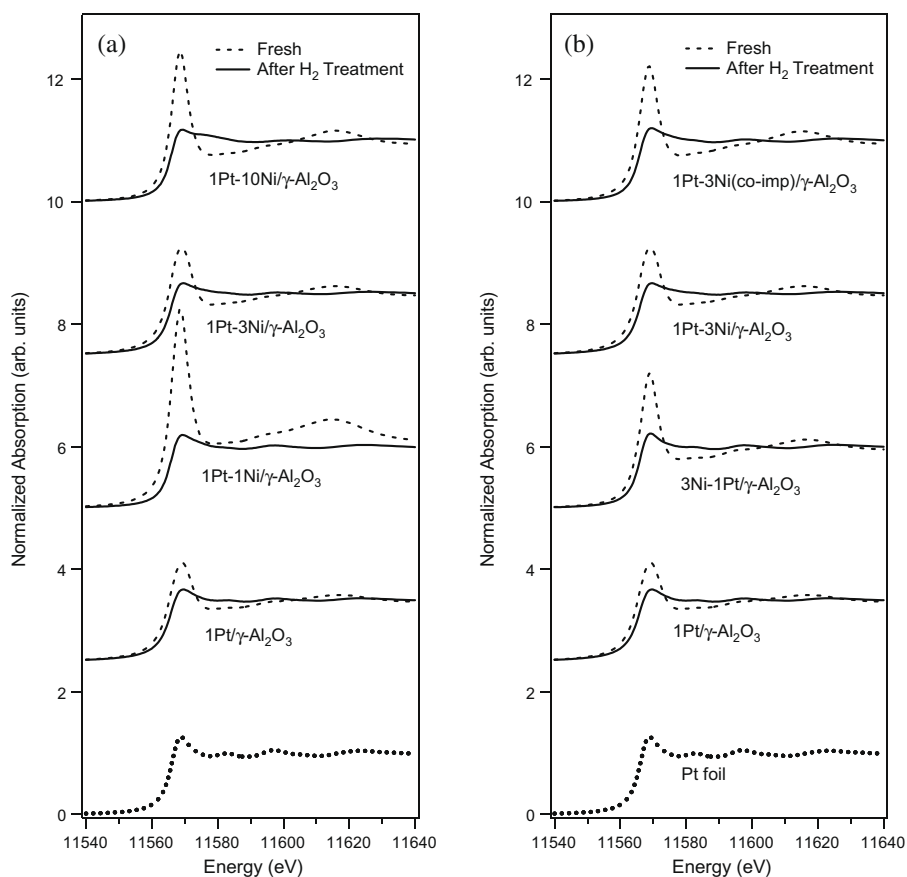 (a)
Fresh
After H₂ Treatment
12
1Pt-10Ni/γ-Al₂O₃
10
1Pt-3Ni/γ-Al₂O₃
8
6
1Pt-1Ni/γ-Al₂O₃
4
1Pt/γ-Al₂O₃
2
0
11540 11560 11580 11600 11620 11640
Energy (eV)
Normalized Absorption (arb. units)
(b)
Fresh
After H₂ Treatment
12
1Pt-3Ni(co-imp)/γ-Al₂O₃
10
8
1Pt-3Ni/γ-Al₂O₃
6
3Ni-1Pt/γ-Al₂O₃
4
1Pt/γ-Al₂O₃
2
Pt foil
0
11540 11560 11580 11600 11620 11640
Energy (eV)
Normalized Absorption (arb. units)